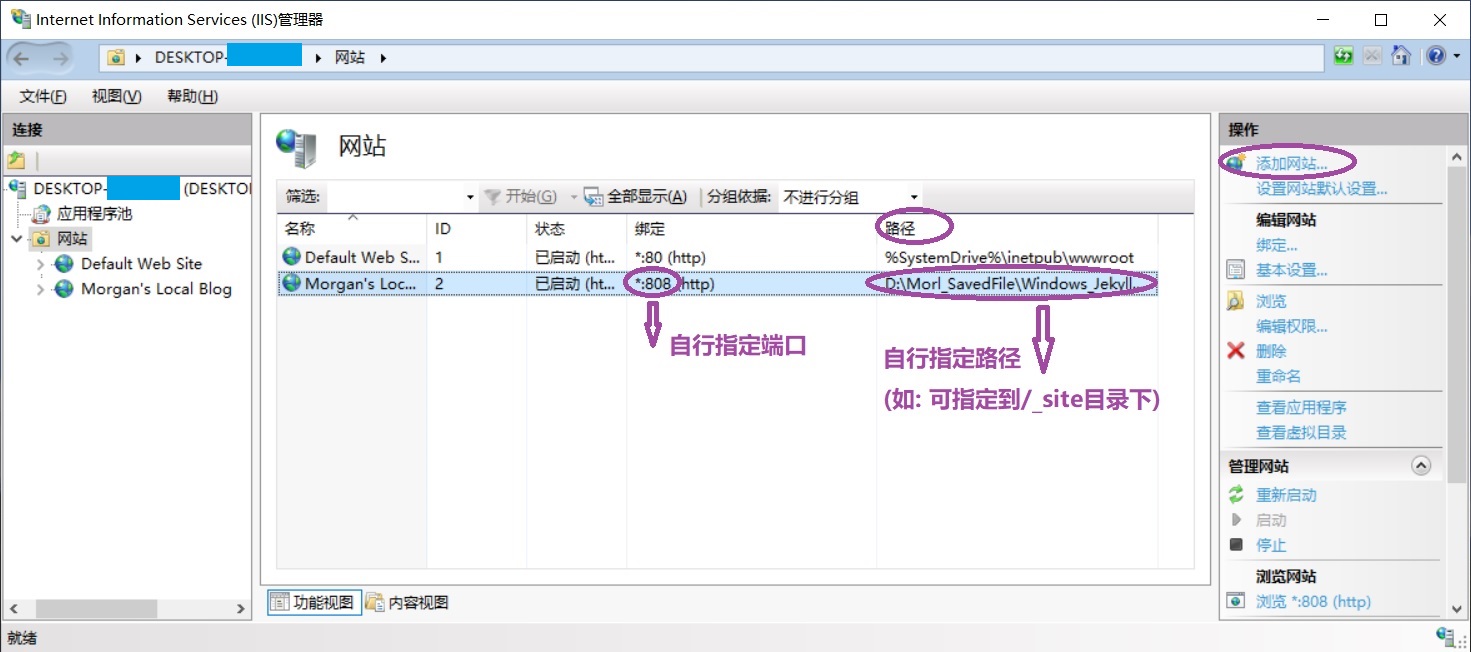 Internet Information Services (IIS)管理器
DESKTOP- 网站
文件(F) 视图(V) 帮助(H)
连接
DESKTOP- (DESKTO
应用程序池
网站
Default Web Site
Morgan's Local Blog
网站
筛选: 开始(G) 全部显示(A) 分组依据: 不进行分组
名称 ID 状态 绑定 路径
Default Web S... 1 已启动 (ht... *:80 (http) %SystemDrive%\inetpub\wwwroot
Morgan's Loc... 2 已启动 (ht... *:808 (http) D:\Morl_SavedFile\Windows_Jekyll...
自行指定端口
自行指定路径
(如: 可指定到/_site目录下)
功能视图 内容视图
操作
添加网站...
设置网站默认设置...
编辑网站
绑定...
基本设置...
浏览
编辑权限...
删除
重命名
查看应用程序
查看虚拟目录
管理网站
重新启动
启动
停止
浏览网站
浏览 *:808 (http)
就绪